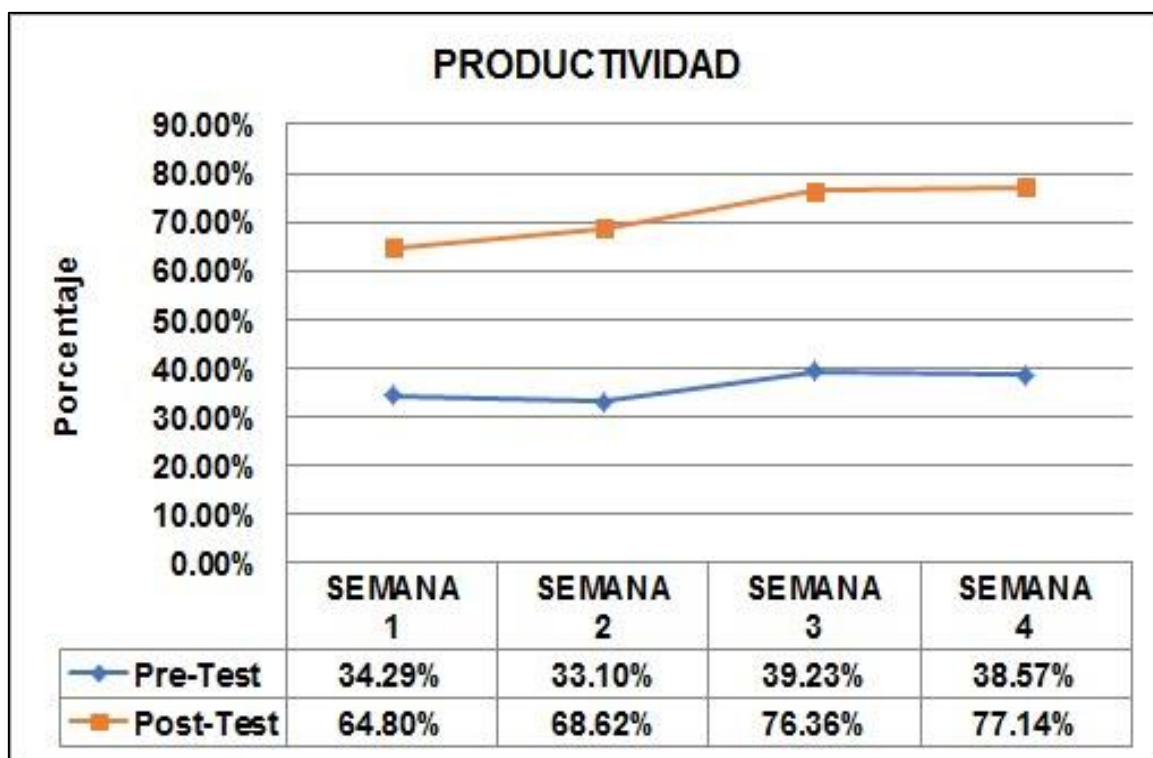 PRODUCTIVIDAD
Porcentaje
90.00%
80.00%
70.00%
60.00%
50.00%
40.00%
30.00%
20.00%
10.00%
0.00%
SEMANA 1 SEMANA 2 SEMANA 3 SEMANA 4
Pre-Test 34.29% 33.10% 39.23% 38.57%
Post-Test 64.80% 68.62% 76.36% 77.14%